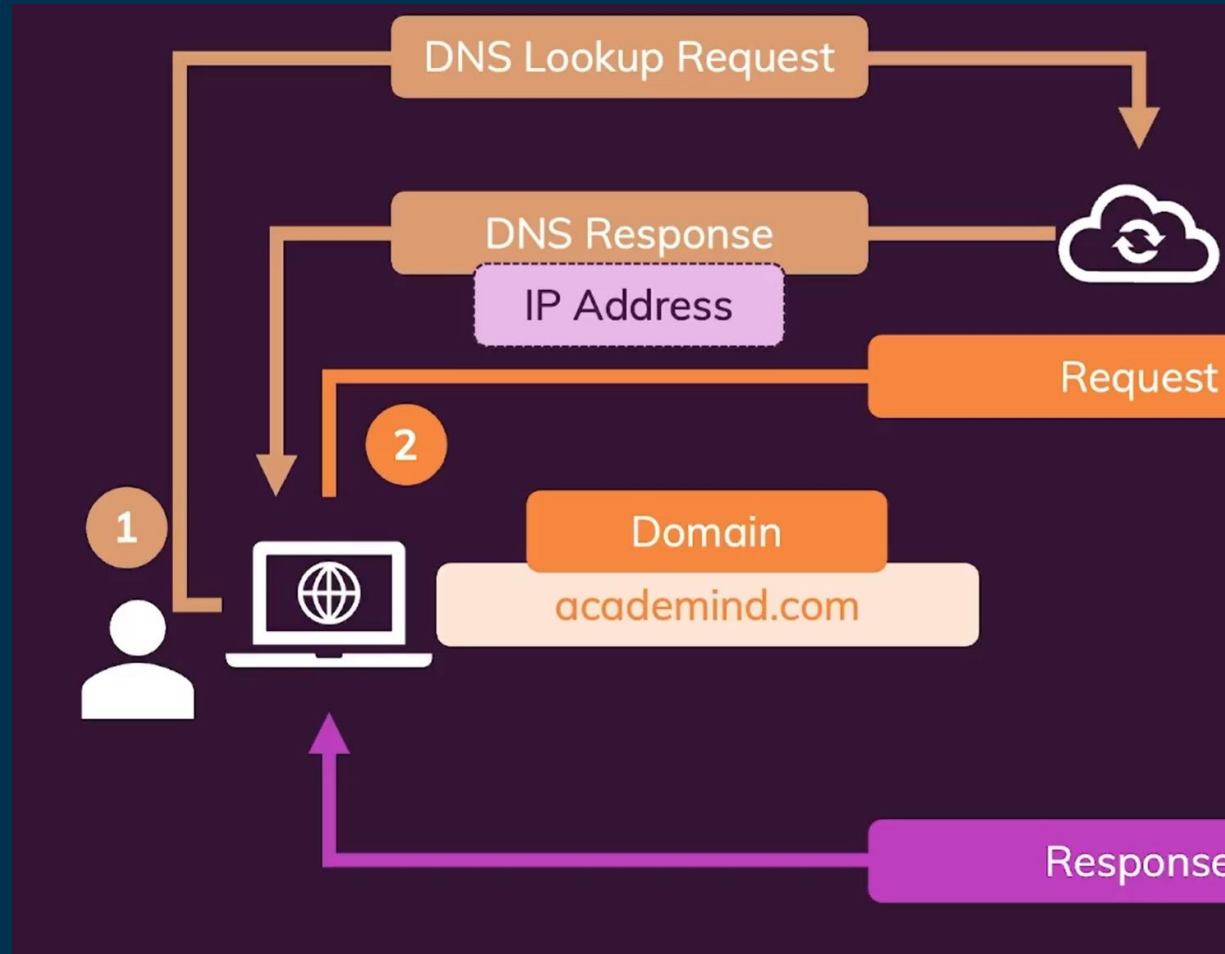 DNS Lookup Request
DNS Response
IP Address
Request
2
1
Domain
academind.com
Response